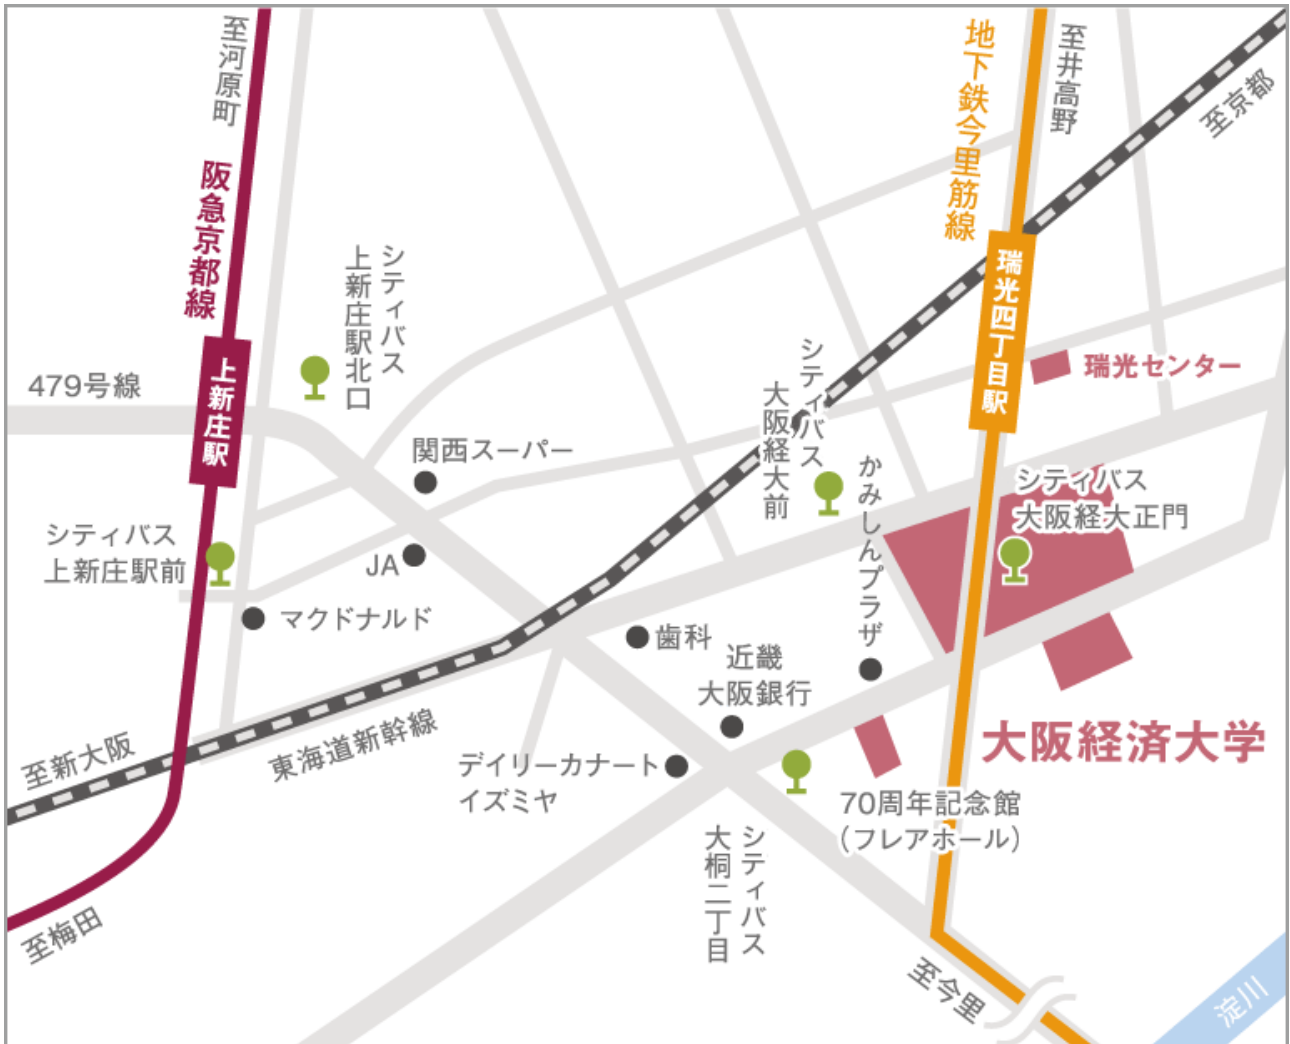 至河原町
阪急京都線
上新庄駅
479号線
シティバス
上新庄駅北口
関西スーパー
JA
シティバス
上新庄駅前
マクドナルド
至新大阪
東海道新幹線
至梅田
地下鉄今里筋線
至井高野
至京都
瑞光四丁目駅
瑞光センター
シティバス
大阪経大前
かみしんプラザ
シティバス
大阪経大正門
歯科
近畿
大阪銀行
デイリーカナート
イズミヤ
大阪経済大学
70周年記念館
(フレアホール)
シティバス
大桐二丁目
至今里
淀川